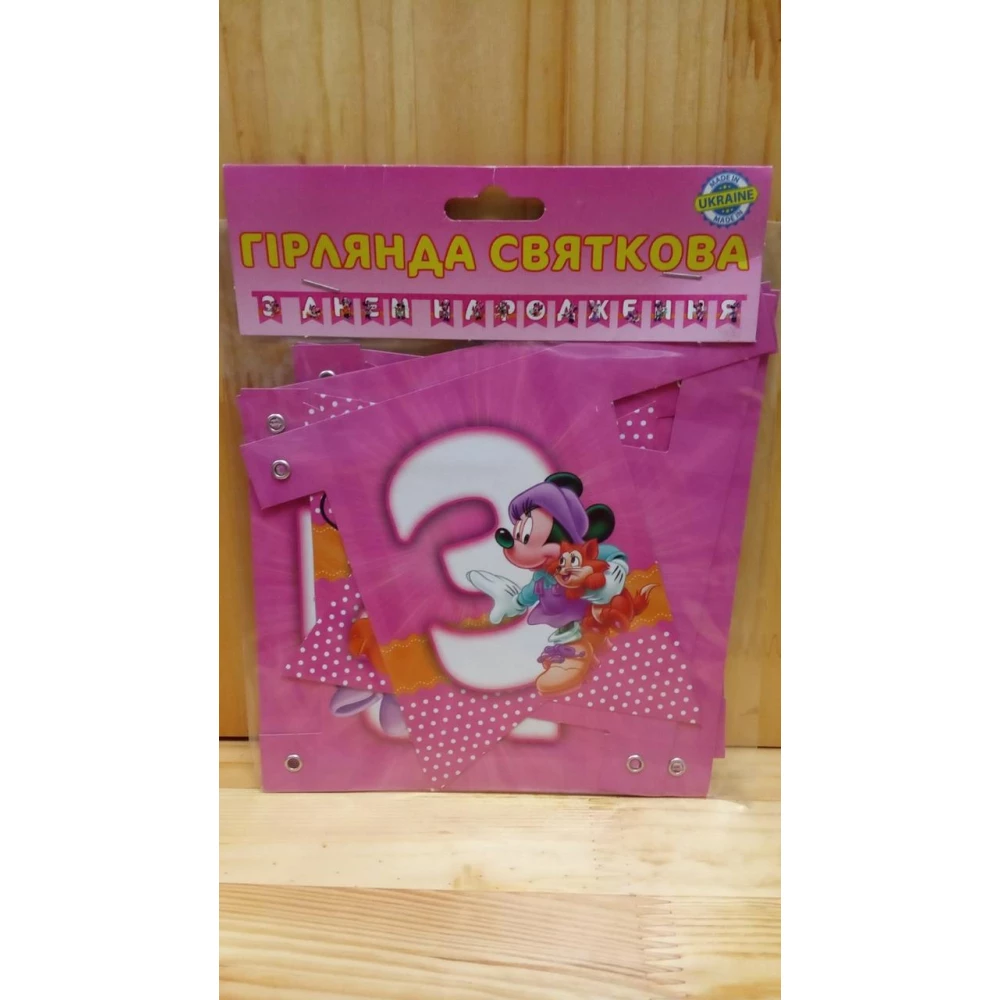 MADE IN
UKRAINE
MADE IN
ГІРЛЯНДА СВЯТКОВА
З ДНЕМ НАРОДЖЕННЯ
З